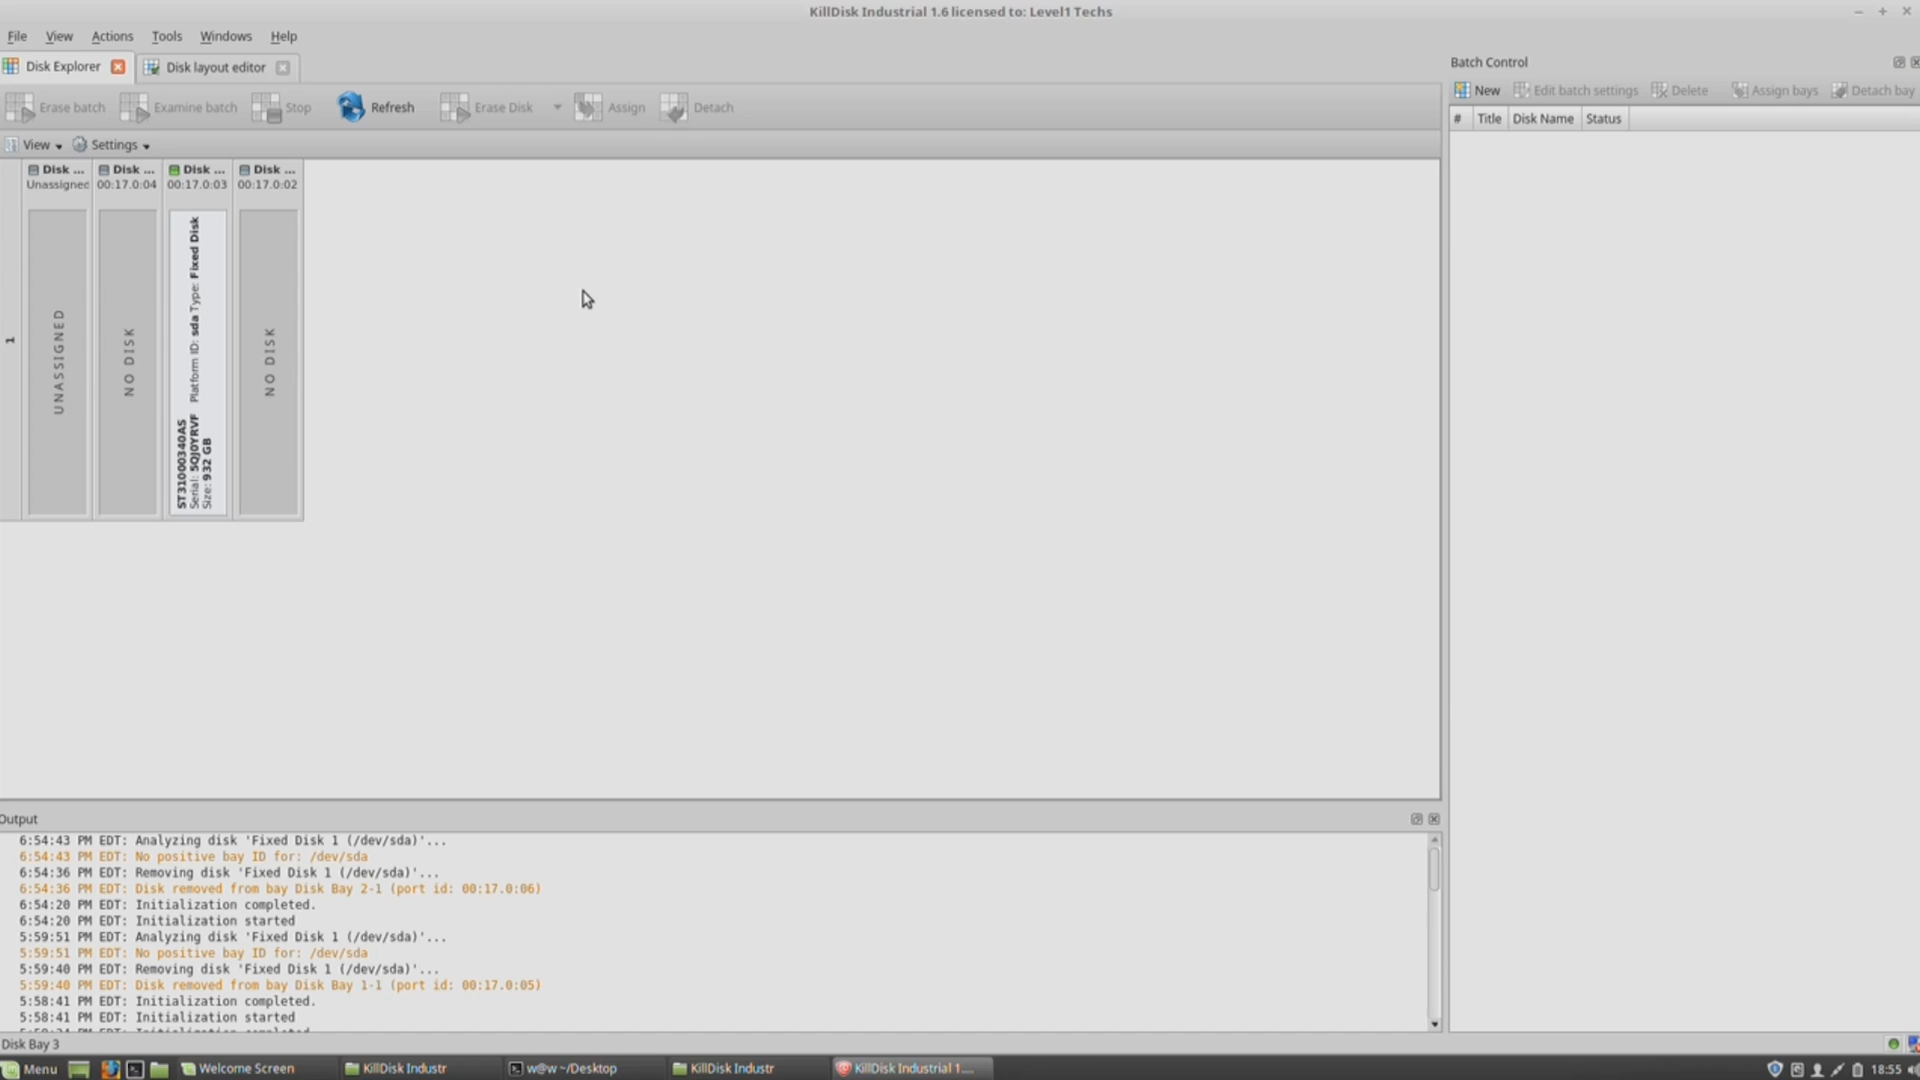 KillDisk Industrial 1.6 licensed to: Level1 Techs
File View Actions Tools Windows Help
Disk Explorer Disk layout editor
Erase batch Examine batch Stop Refresh Erase Disk Assign Detach
View Settings
Disk ... Disk ... Disk ... Disk ...
Unassigned 00:17.0:04 00:17.0:03 00:17.0:02
1
UNASSIGNED
NO DISK
ST31000340AS
Serial: 5QJ0YRVF Platform ID: sda Type: Fixed Disk
Size: 932 GB
NO DISK
Batch Control
New Edit batch settings Delete Assign bays Detach bay
# Title Disk Name Status
Output
6:54:43 PM EDT: Analyzing disk 'Fixed Disk 1 (/dev/sda)'...
6:54:43 PM EDT: No positive bay ID for: /dev/sda
6:54:36 PM EDT: Removing disk 'Fixed Disk 1 (/dev/sda)'...
6:54:36 PM EDT: Disk removed from bay Disk Bay 2-1 (port id: 00:17.0:06)
6:54:20 PM EDT: Initialization completed.
6:54:20 PM EDT: Initialization started
5:59:51 PM EDT: Analyzing disk 'Fixed Disk 1 (/dev/sda)'...
5:59:51 PM EDT: No positive bay ID for: /dev/sda
5:59:40 PM EDT: Removing disk 'Fixed Disk 1 (/dev/sda)'...
5:59:40 PM EDT: Disk removed from bay Disk Bay 1-1 (port id: 00:17.0:05)
5:58:41 PM EDT: Initialization completed.
5:58:41 PM EDT: Initialization started
Disk Bay 3
Menu Welcome Screen KillDisk Industr w@w ~/Desktop KillDisk Industr KillDisk Industrial 1.... 18:55